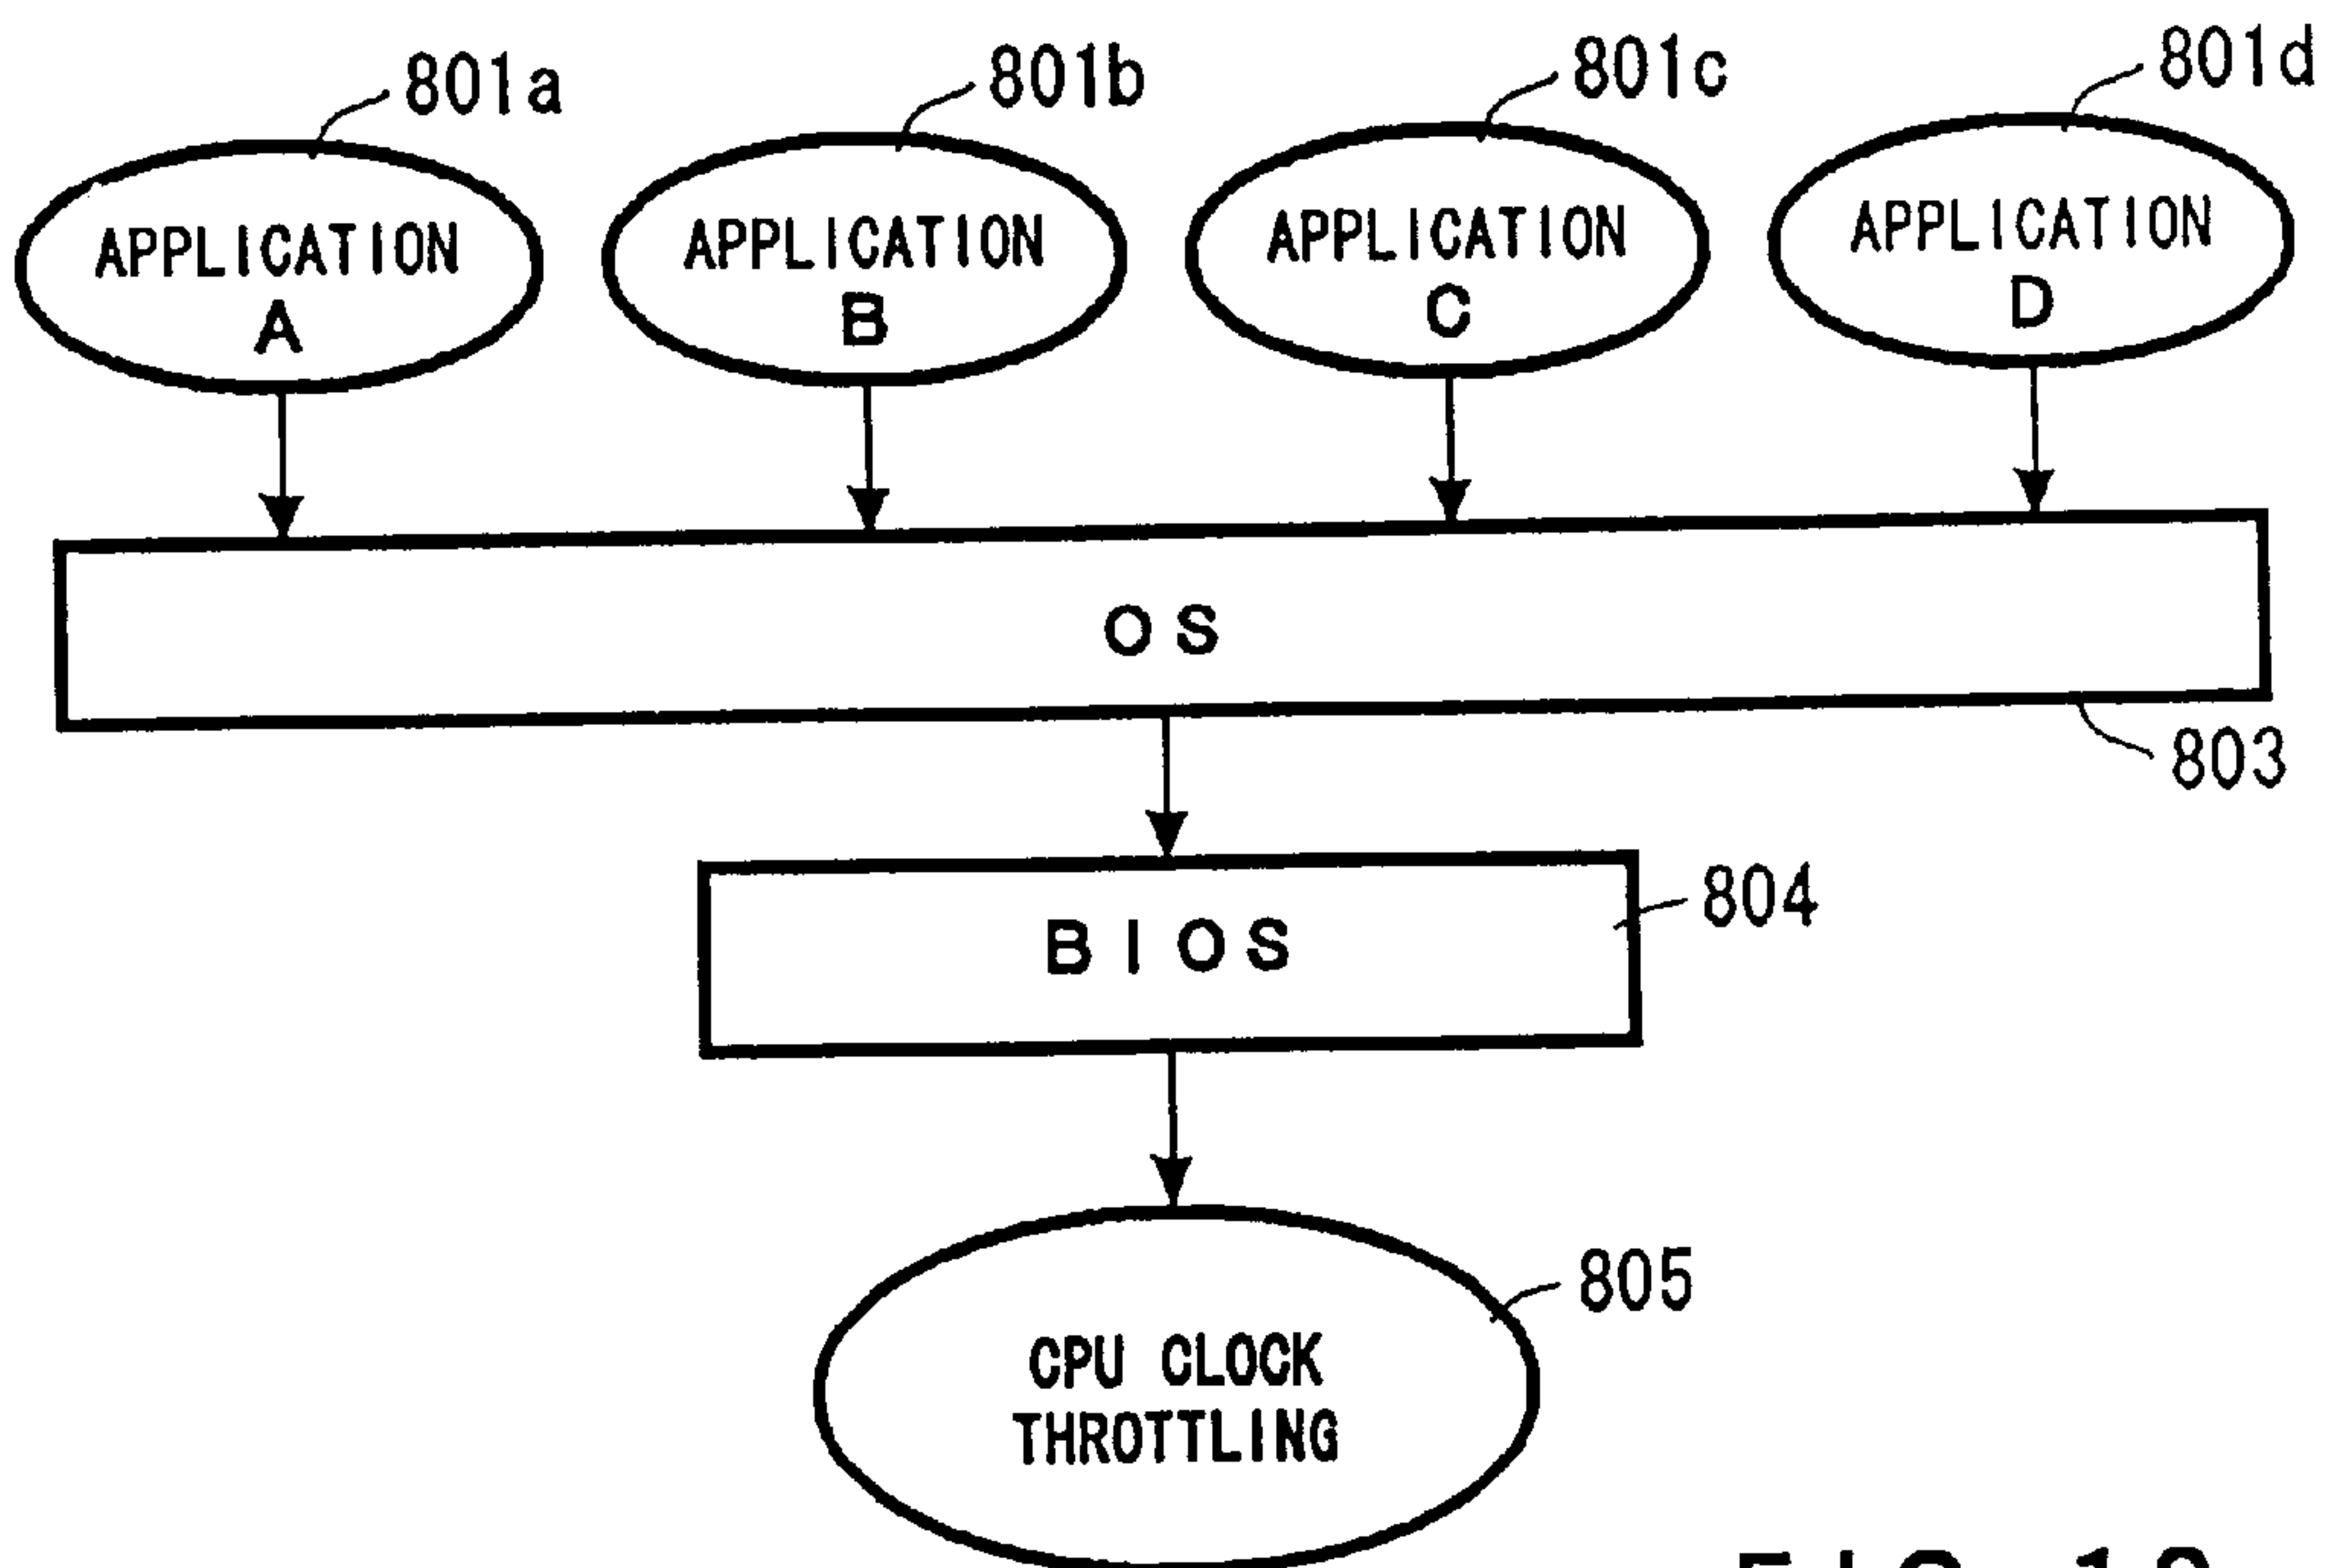 801a
801b
801c
801d
APPLICATION
A
APPLICATION
B
APPLICATION
C
APPLICATION
D
OS
803
BIOS
804
805
CPU CLOCK
THROTTLING